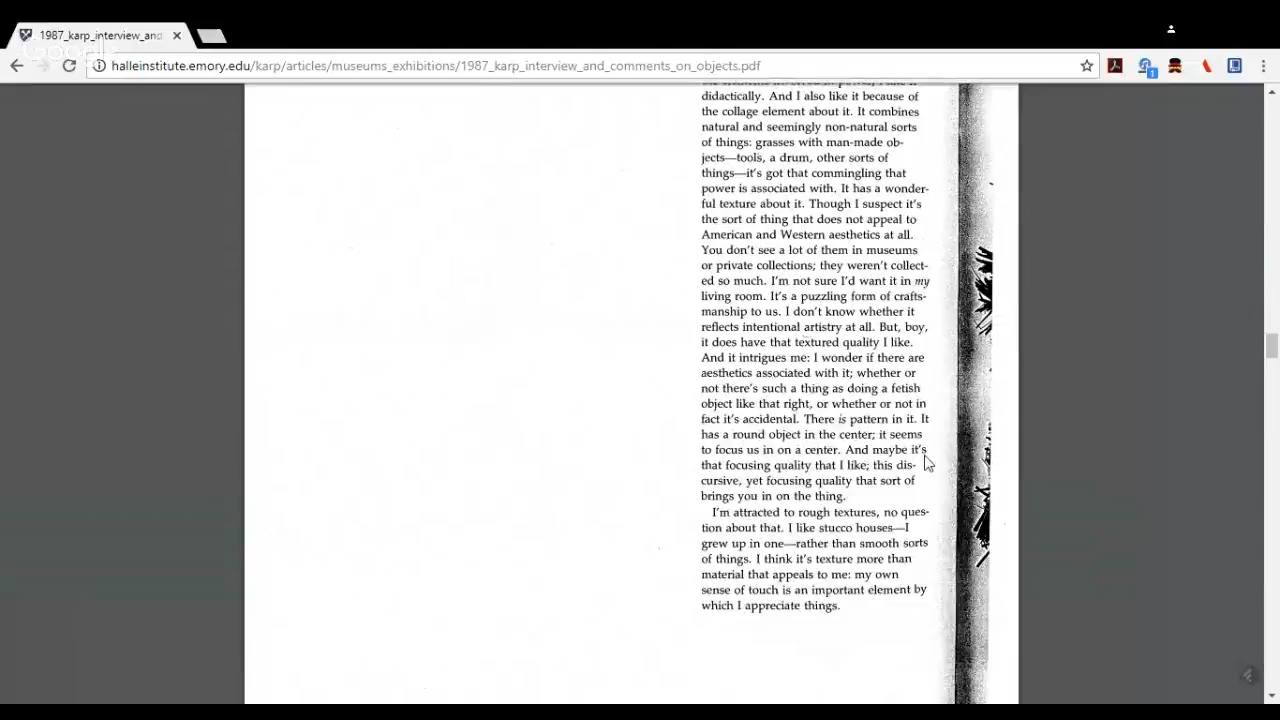 1987_karp_interview_and
Google
halleinstitute.emory.edu/karp/articles/museums_exhibitions/1987_karp_interview_and_comments_on_objects.pdf
1
didactically. And I also like it because of
the collage element about it. It combines
natural and seemingly non-natural sorts
of things: grasses with man-made ob-
jects—tools, a drum, other sorts of
things—it's got that commingling that
power is associated with. It has a wonder-
ful texture about it. Though I suspect it's
the sort of thing that does not appeal to
American and Western aesthetics at all.
You don't see a lot of them in museums
or private collections; they weren't collect-
ed so much. I'm not sure I'd want it in my
living room. It's a puzzling form of crafts-
manship to us. I don't know whether it
reflects intentional artistry at all. But, boy,
it does have that textured quality I like.
And it intrigues me: I wonder if there are
aesthetics associated with it; whether or
not there's such a thing as doing a fetish
object like that right, or whether or not in
fact it's accidental. There is pattern in it. It
has a round object in the center; it seems
to focus us in on a center. And maybe it's
that focusing quality that I like; this dis-
cursive, yet focusing quality that sort of
brings you in on the thing.
I'm attracted to rough textures, no ques-
tion about that. I like stucco houses—I
grew up in one—rather than smooth sorts
of things. I think it's texture more than
material that appeals to me: my own
sense of touch is an important element by
which I appreciate things.